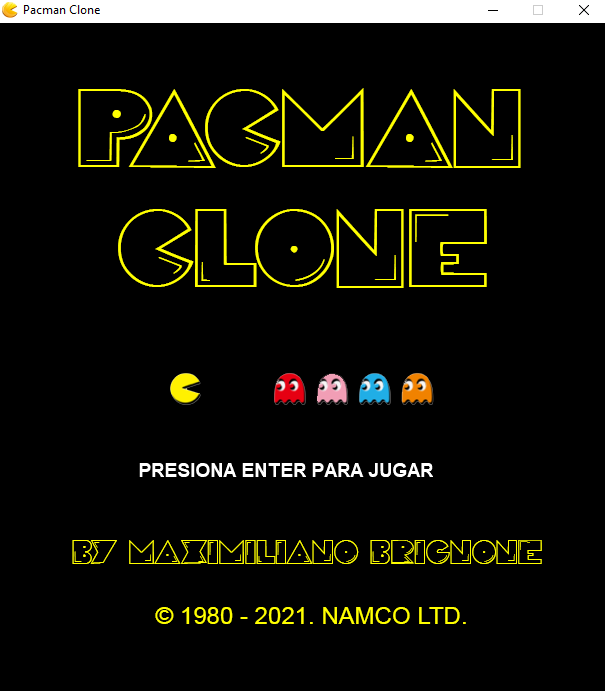 Pacman Clone
PACMAN
CLONE
PRESIONA ENTER PARA JUGAR
BY MAXIMILIANO BRIGNONE
© 1980 - 2021. NAMCO LTD.